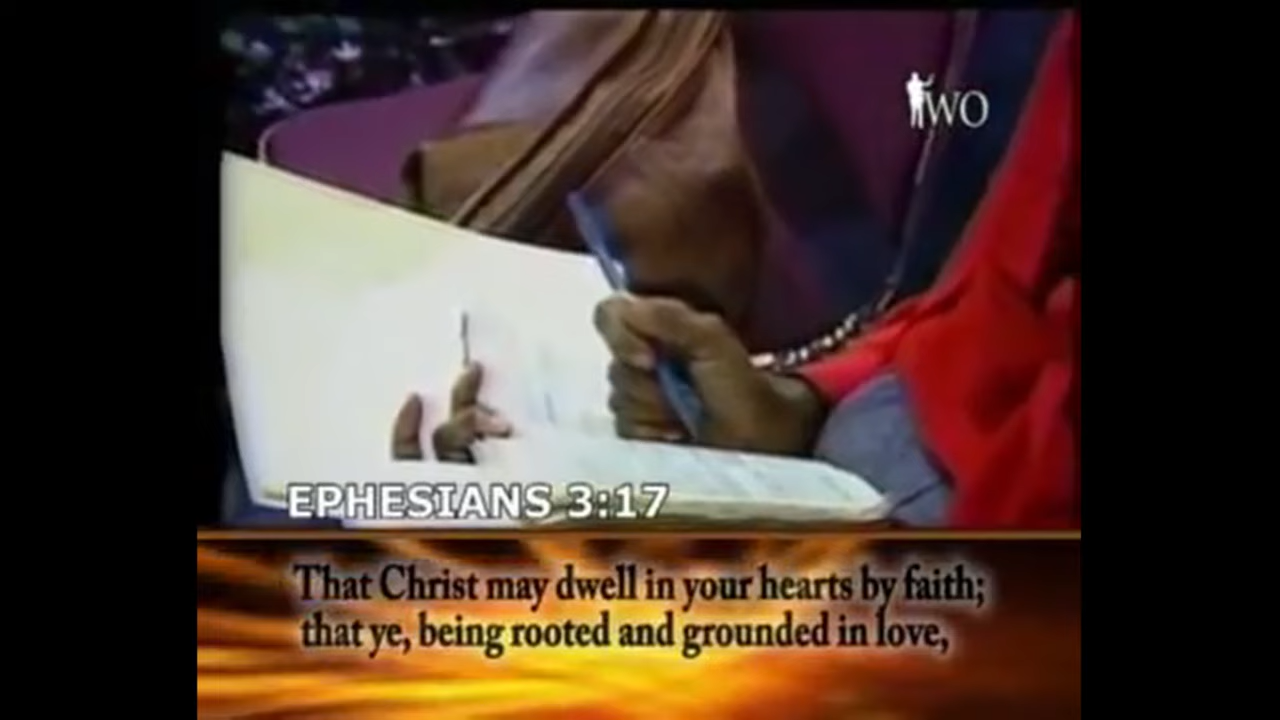 TWO
EPHESIANS 3:17
That Christ may dwell in your hearts by faith;
that ye, being rooted and grounded in love,